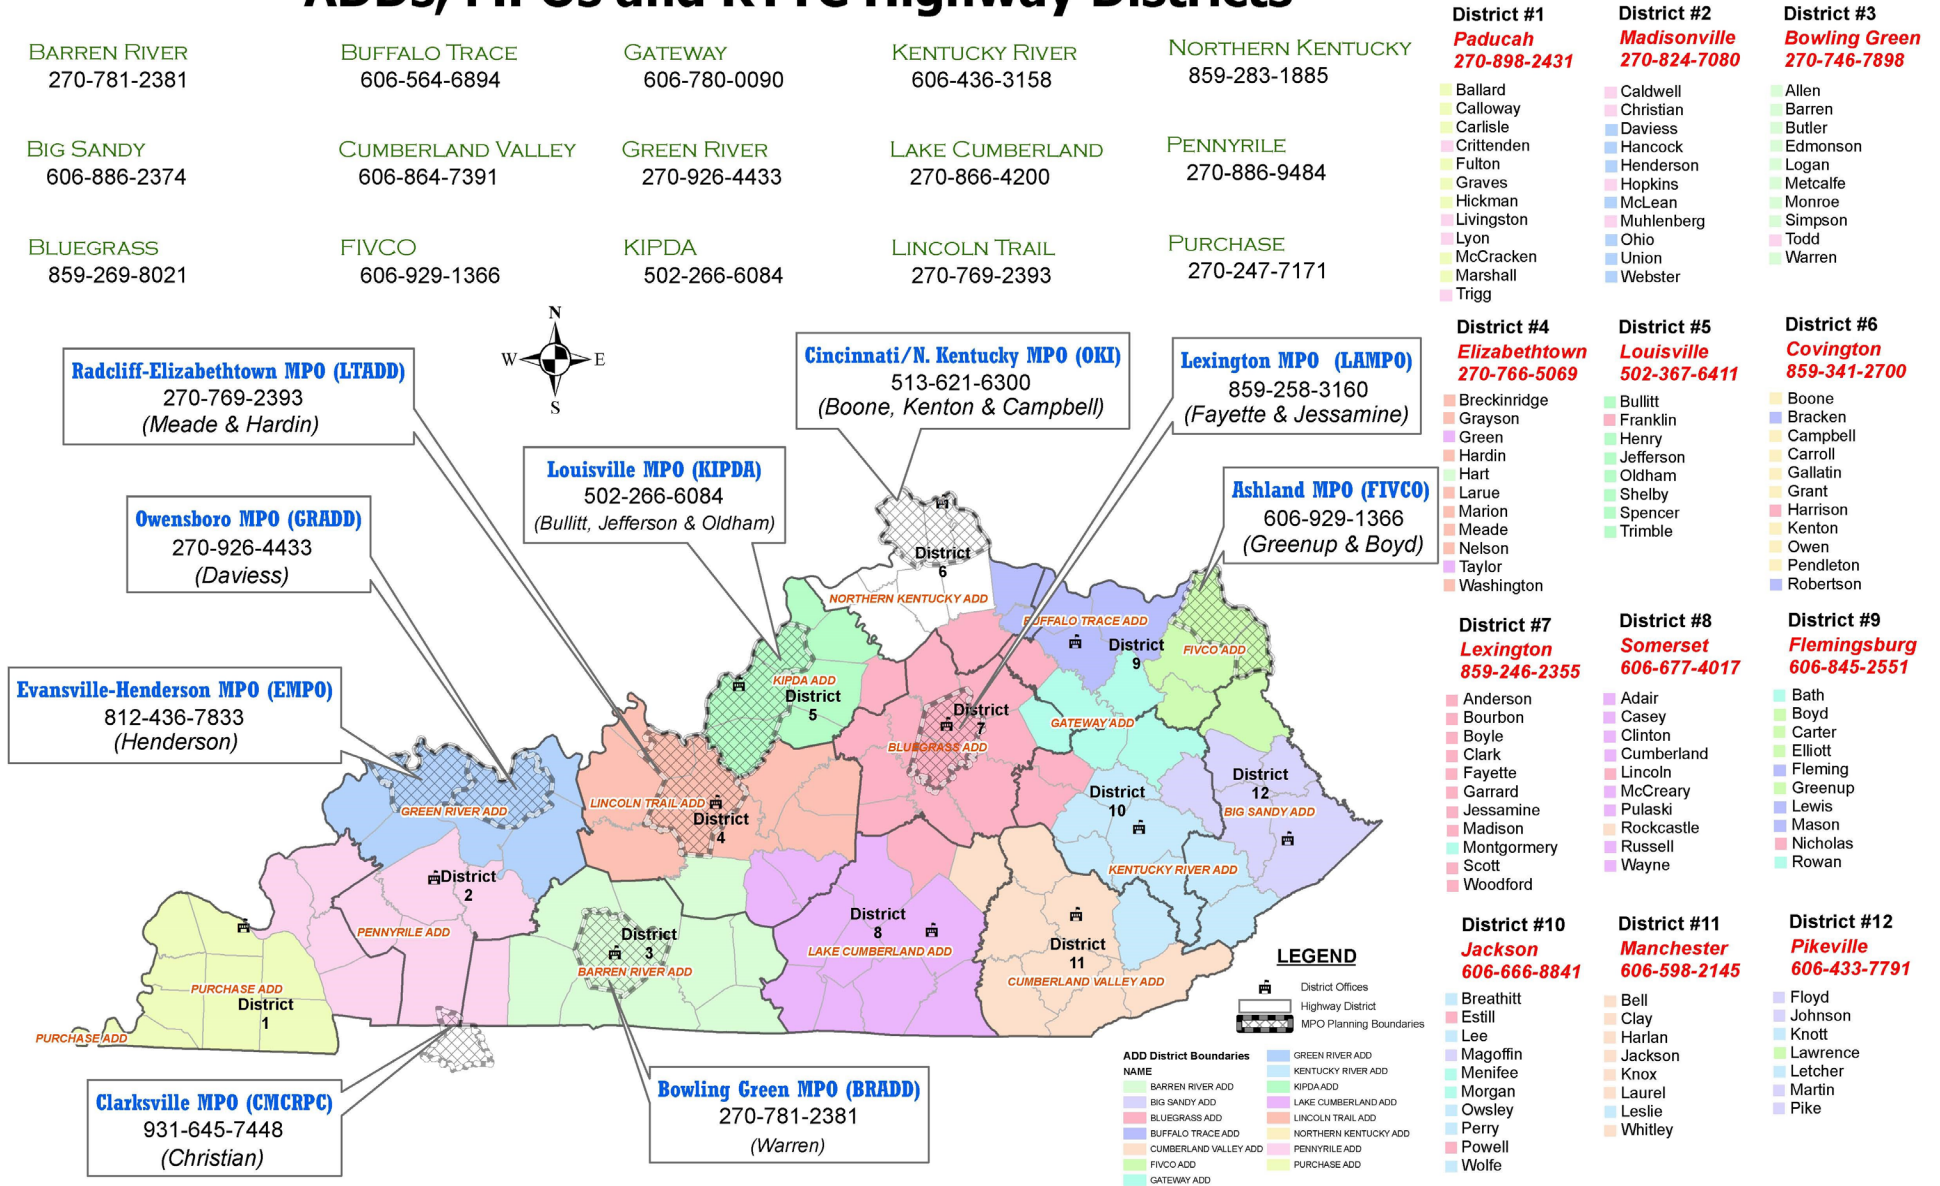 ADDs, MPOs and KYTC Highway Districts
BARREN RIVER
270-781-2381
BUFFALO TRACE
606-564-6894
GATEWAY
606-780-0090
KENTUCKY RIVER
606-436-3158
NORTHERN KENTUCKY
859-283-1885
BIG SANDY
606-886-2374
CUMBERLAND VALLEY
606-864-7391
GREEN RIVER
270-926-4433
LAKE CUMBERLAND
270-866-4200
PENNYRILE
270-886-9484
BLUEGRASS
859-269-8021
FIVCO
606-929-1366
KIPDA
502-266-6084
LINCOLN TRAIL
270-769-2393
PURCHASE
270-247-7171
N
W
E
S
Radcliff-Elizabethtown MPO (LTADD)
270-769-2393
(Meade & Hardin)
Cincinnati/N. Kentucky MPO (OKI)
513-621-6300
(Boone, Kenton & Campbell)
Lexington MPO (LAMPO)
859-258-3160
(Fayette & Jessamine)
Louisville MPO (KIPDA)
502-266-6084
(Bullitt, Jefferson & Oldham)
Ashland MPO (FIVCO)
606-929-1366
(Greenup & Boyd)
Owensboro MPO (GRADD)
270-926-4433
(Daviess)
Evansville-Henderson MPO (EMPO)
812-436-7833
(Henderson)
Clarksville MPO (CMCRPC)
931-645-7448
(Christian)
Bowling Green MPO (BRADD)
270-781-2381
(Warren)
District
6
NORTHERN KENTUCKY ADD
BUFFALO TRACE ADD
District
9
FIVCO ADD
KIPDA ADD
District
5
District
7
BLUEGRASS ADD
GATEWAY ADD
District
12
BIG SANDY ADD
District
10
KENTUCKY RIVER ADD
GREEN RIVER ADD
LINCOLN TRAIL ADD
District
4
District
2
PENNYRILE ADD
District
3
BARREN RIVER ADD
District
8
LAKE CUMBERLAND ADD
District
11
CUMBERLAND VALLEY ADD
PURCHASE ADD
District
1
PURCHASE ADD
LEGEND
District Offices
Highway District
MPO Planning Boundaries
ADD District Boundaries
NAME
BARREN RIVER ADD
BIG SANDY ADD
BLUEGRASS ADD
BUFFALO TRACE ADD
CUMBERLAND VALLEY ADD
FIVCO ADD
GATEWAY ADD
GREEN RIVER ADD
KENTUCKY RIVER ADD
KIPDA ADD
LAKE CUMBERLAND ADD
LINCOLN TRAIL ADD
NORTHERN KENTUCKY ADD
PENNYRILE ADD
PURCHASE ADD
District #1
Paducah
270-898-2431
Ballard
Calloway
Carlisle
Crittenden
Fulton
Graves
Hickman
Livingston
Lyon
McCracken
Marshall
Trigg
District #2
Madisonville
270-824-7080
Caldwell
Christian
Daviess
Hancock
Henderson
Hopkins
McLean
Muhlenberg
Ohio
Union
Webster
District #3
Bowling Green
270-746-7898
Allen
Barren
Butler
Edmonson
Logan
Metcalfe
Monroe
Simpson
Todd
Warren
District #4
Elizabethtown
270-766-5069
Breckinridge
Grayson
Green
Hardin
Hart
Larue
Marion
Meade
Nelson
Taylor
Washington
District #5
Louisville
502-367-6411
Bullitt
Franklin
Henry
Jefferson
Oldham
Shelby
Spencer
Trimble
District #6
Covington
859-341-2700
Boone
Bracken
Campbell
Carroll
Gallatin
Grant
Harrison
Kenton
Owen
Pendleton
Robertson
District #7
Lexington
859-246-2355
Anderson
Bourbon
Boyle
Clark
Fayette
Garrard
Jessamine
Madison
Montgormery
Scott
Woodford
District #8
Somerset
606-677-4017
Adair
Casey
Clinton
Cumberland
Lincoln
McCreary
Pulaski
Rockcastle
Russell
Wayne
District #9
Flemingsburg
606-845-2551
Bath
Boyd
Carter
Elliott
Fleming
Greenup
Lewis
Mason
Nicholas
Rowan
District #10
Jackson
606-666-8841
Breathitt
Estill
Lee
Magoffin
Menifee
Morgan
Owsley
Perry
Powell
Wolfe
District #11
Manchester
606-598-2145
Bell
Clay
Harlan
Jackson
Knox
Laurel
Leslie
Whitley
District #12
Pikeville
606-433-7791
Floyd
Johnson
Knott
Lawrence
Letcher
Martin
Pike